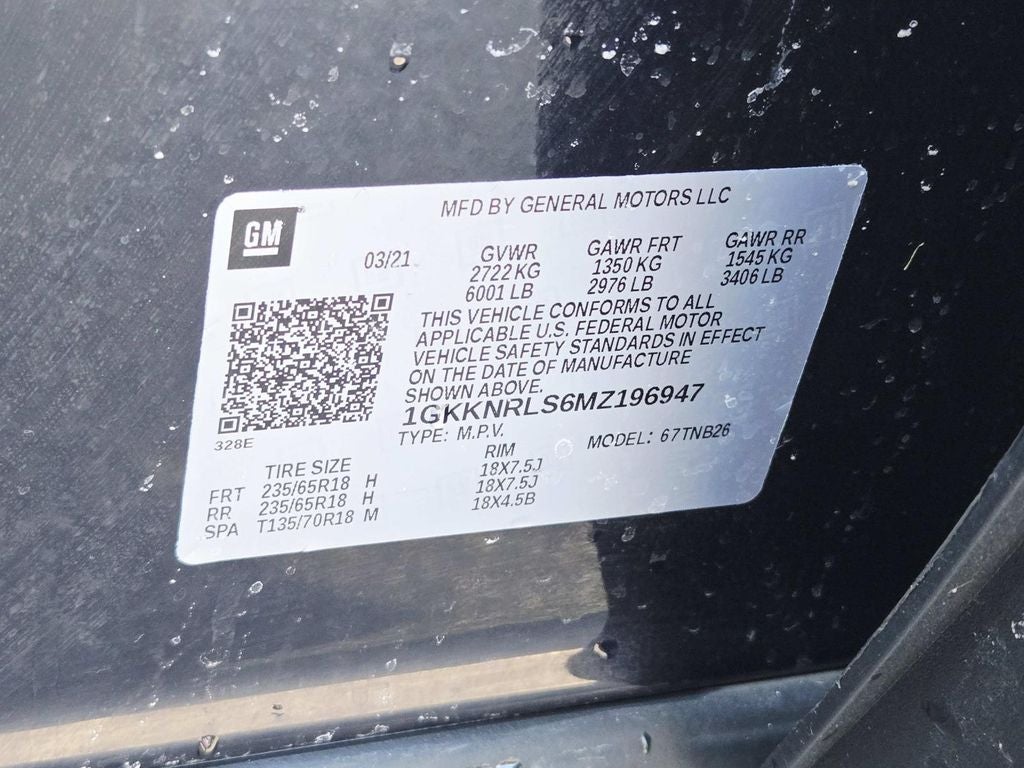 GM
MFD BY GENERAL MOTORS LLC
03/21 GVWR GAWR FRT GAWR RR
2722 KG 1350 KG 1545 KG
6001 LB 2976 LB 3406 LB
THIS VEHICLE CONFORMS TO ALL
APPLICABLE U.S. FEDERAL MOTOR
VEHICLE SAFETY STANDARDS IN EFFECT
ON THE DATE OF MANUFACTURE
SHOWN ABOVE.
1GKKNRLS6MZ196947
328E
TYPE: M.P.V. MODEL: 67TNB26
TIRE SIZE RIM
FRT 235/65R18 H 18X7.5J
RR 235/65R18 H 18X7.5J
SPA T135/70R18 M 18X4.5B